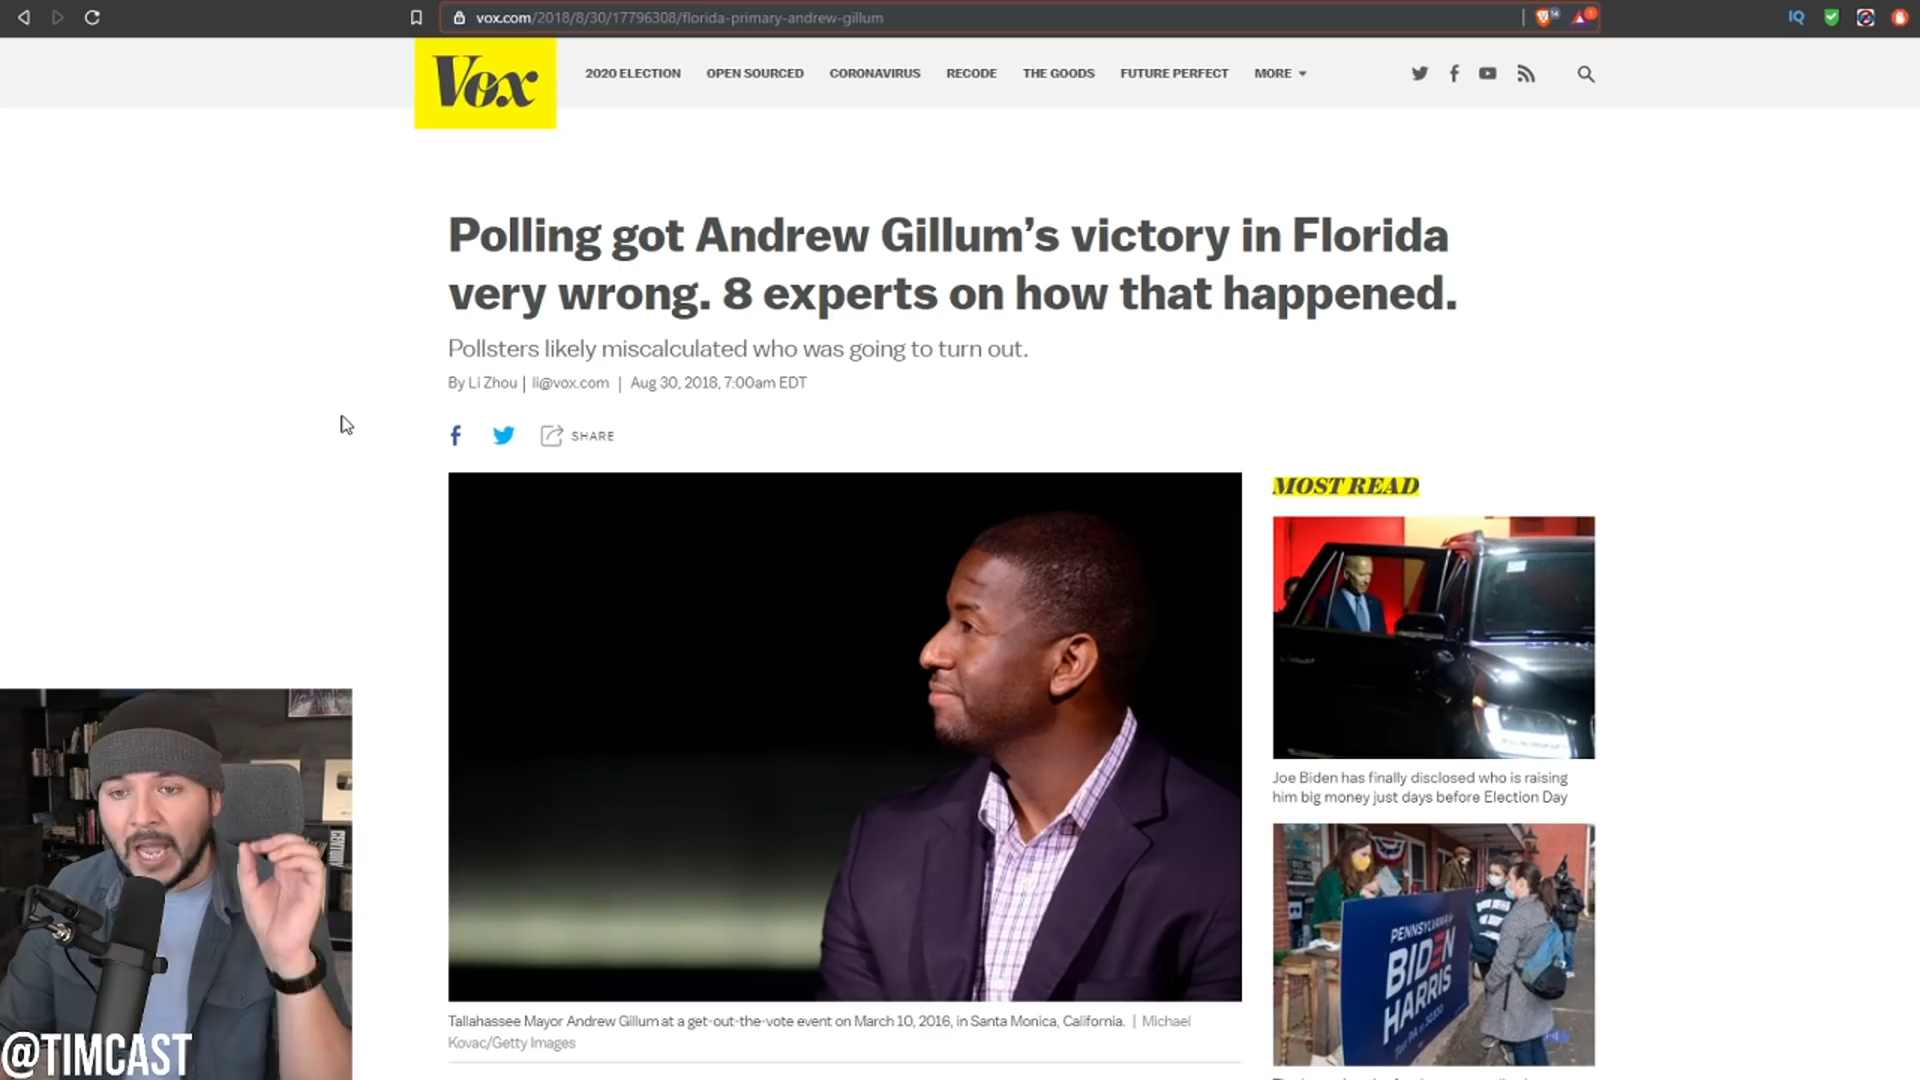 vox.com/2018/8/30/17796308/florida-primary-andrew-gillum
IQ
Vox
2020 ELECTION
OPEN SOURCED
CORONAVIRUS
RECODE
THE GOODS
FUTURE PERFECT
MORE
Polling got Andrew Gillum's victory in Florida
very wrong. 8 experts on how that happened.
Pollsters likely miscalculated who was going to turn out.
By Li Zhou | li@vox.com | Aug 30, 2018, 7:00am EDT
SHARE
MOST READ
Joe Biden has finally disclosed who is raising
him big money just days before Election Day
PENNSYLVANIA
BIDEN
HARRIS
Tallahassee Mayor Andrew Gillum at a get-out-the-vote event on March 10, 2016, in Santa Monica, California. | Michael
Kovac/Getty Images
@TIMCAST